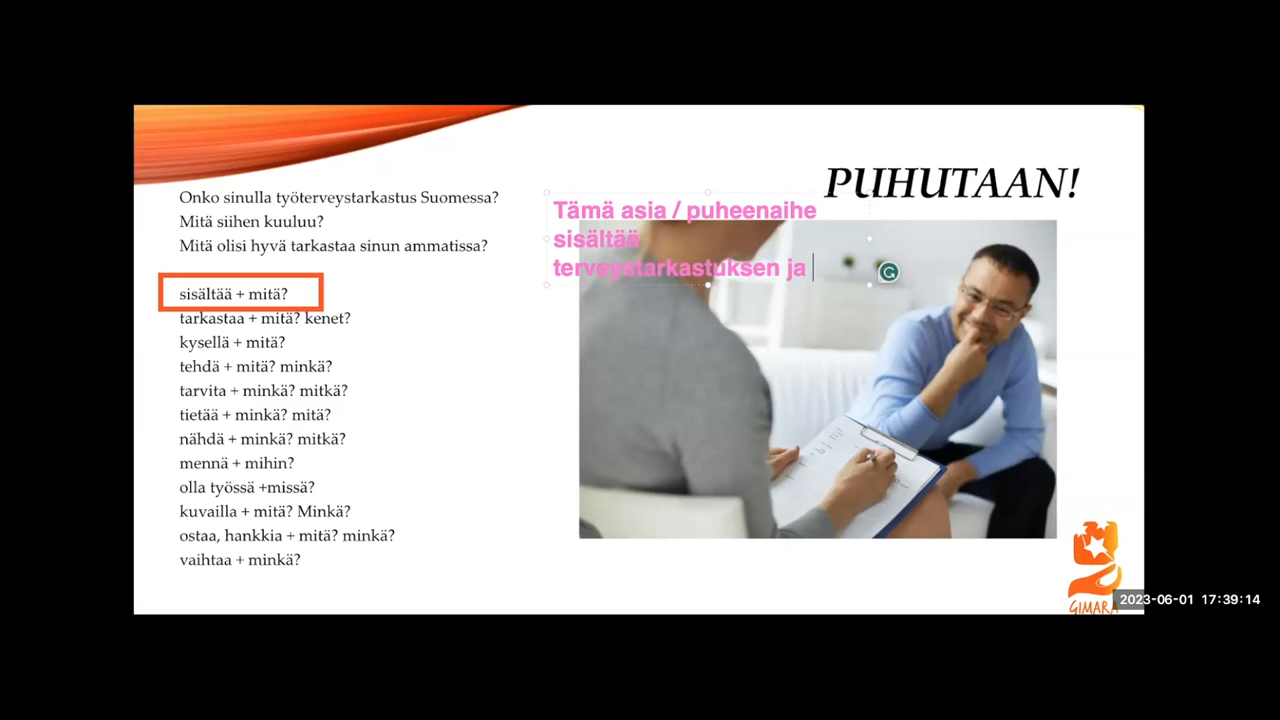 PUHUTAAN!
Onko sinulla työterveystarkastus Suomessa?
Mitä siihen kuuluu?
Mitä olisi hyvä tarkastaa sinun ammatissa?
sisältää + mitä?
tarkastaa + mitä? kenet?
kysellä + mitä?
tehdä + mitä? minkä?
tarvita + minkä? mitkä?
tietää + minkä? mitä?
nähdä + minkä? mitkä?
mennä + mihin?
olla työssä +missä?
kuvailla + mitä? Minkä?
ostaa, hankkia + mitä? minkä?
vaihtaa + minkä?
Tämä asia / puheenaihe
sisältää
terveystarkastuksen ja
GIMARA
2023-06-01 17:39:14